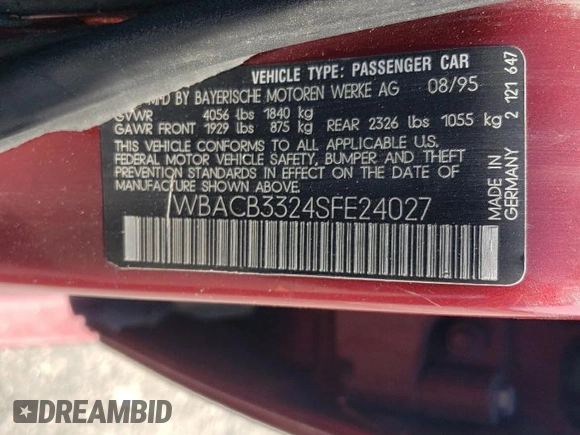 VEHICLE TYPE: PASSENGER CAR
MFD BY BAYERISCHE MOTOREN WERKE AG 08/95
GVWR 4056 lbs 1840 kg
GAWR FRONT 1929 lbs 875 kg REAR 2326 lbs 1055 kg
THIS VEHICLE CONFORMS TO ALL APPLICABLE U.S.
FEDERAL MOTOR VEHICLE SAFETY, BUMPER AND THEFT
PREVENTION STANDARDS IN EFFECT ON THE DATE OF
MANUFACTURE SHOWN ABOVE.
WBACB3324SFE24027
MADE IN
GERMANY
2 121 647
DREAMBID